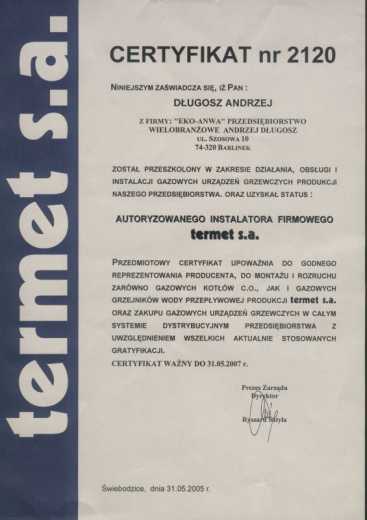 termet s.a.
CERTYFIKAT nr 2120
NINIEJSZYM ZAŚWIADCZA SIĘ, IŻ PAN :
DŁUGOSZ ANDRZEJ
Z FIRMY: "EKO-ANWA" PRZEDSIĘBIORSTWO
WIELOBRANŻOWE ANDRZEJ DŁUGOSZ
UL. SZOSOWA 10
74-320 BARLINEK
ZOSTAŁ PRZESZKOLONY W ZAKRESIE DZIAŁANIA, OBSŁUGI I
INSTALACJI GAZOWYCH URZĄDZEŃ GRZEWCZYCH PRODUKCJI
NASZEGO PRZEDSIĘBIORSTWA. ORAZ UZYSKAŁ STATUS :
AUTORYZOWANEGO INSTALATORA FIRMOWEGO
termet s.a.
PRZEDMIOTOWY CERTYFIKAT UPOWAŻNIA DO GODNEGO
REPREZENTOWANIA PRODUCENTA, DO MONTAŻU I ROZRUCHU
ZARÓWNO GAZOWYCH KOTŁÓW C.O., JAK I GAZOWYCH
GRZEJNIKÓW WODY PRZEPŁYWOWEJ PRODUKCJI termet s.a.
ORAZ ZAKUPU GAZOWYCH URZĄDZEŃ GRZEWCZYCH W CAŁYM
SYSTEMIE DYSTRYBUCYJNYM PRZEDSIĘBIORSTWA Z
UWZGLĘDNIENIEM WSZELKICH AKTUALNIE STOSOWANYCH
GRATYFIKACJI.
CERTYFIKAT WAŻNY DO 31.05.2007 r.
Prezes Zarządu
Dyrektor
Ryszard
Świebodzice, dnia 31.05.2005 r.